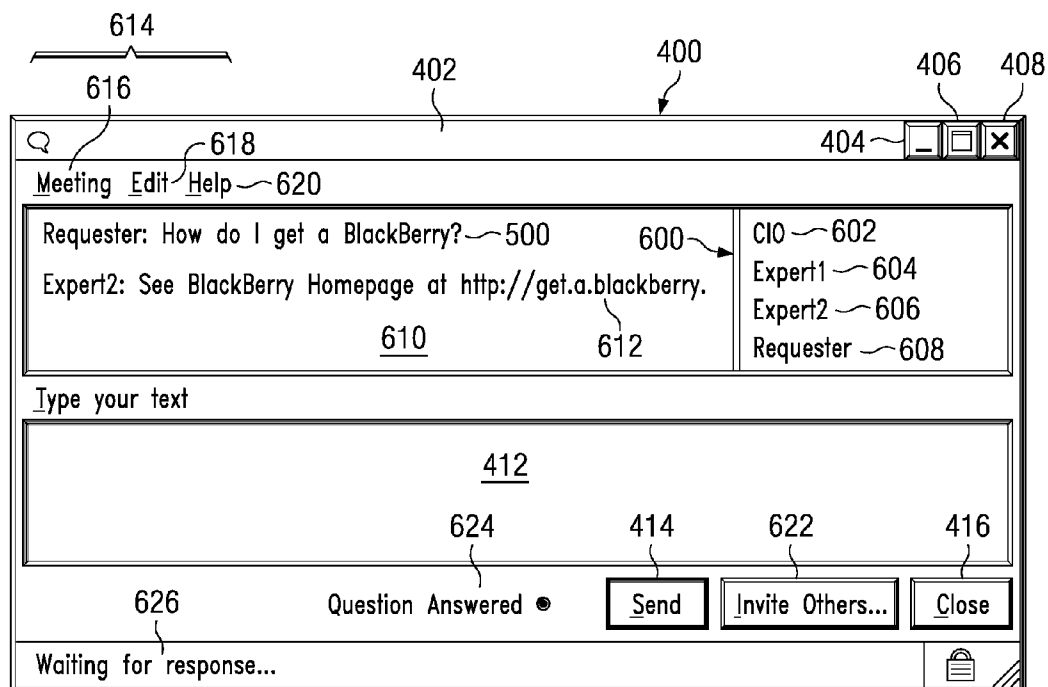 614
616
402
400
406
408
404
618
Meeting Edit Help 620
Requester: How do I get a BlackBerry? 500
600
CIO 602
Expert1 604
Expert2: See BlackBerry Homepage at http://get.a.blackberry.
Expert2 606
610
612
Requester 608
Type your text
412
624
414
622
416
626
Question Answered
Send
Invite Others...
Close
Waiting for response...